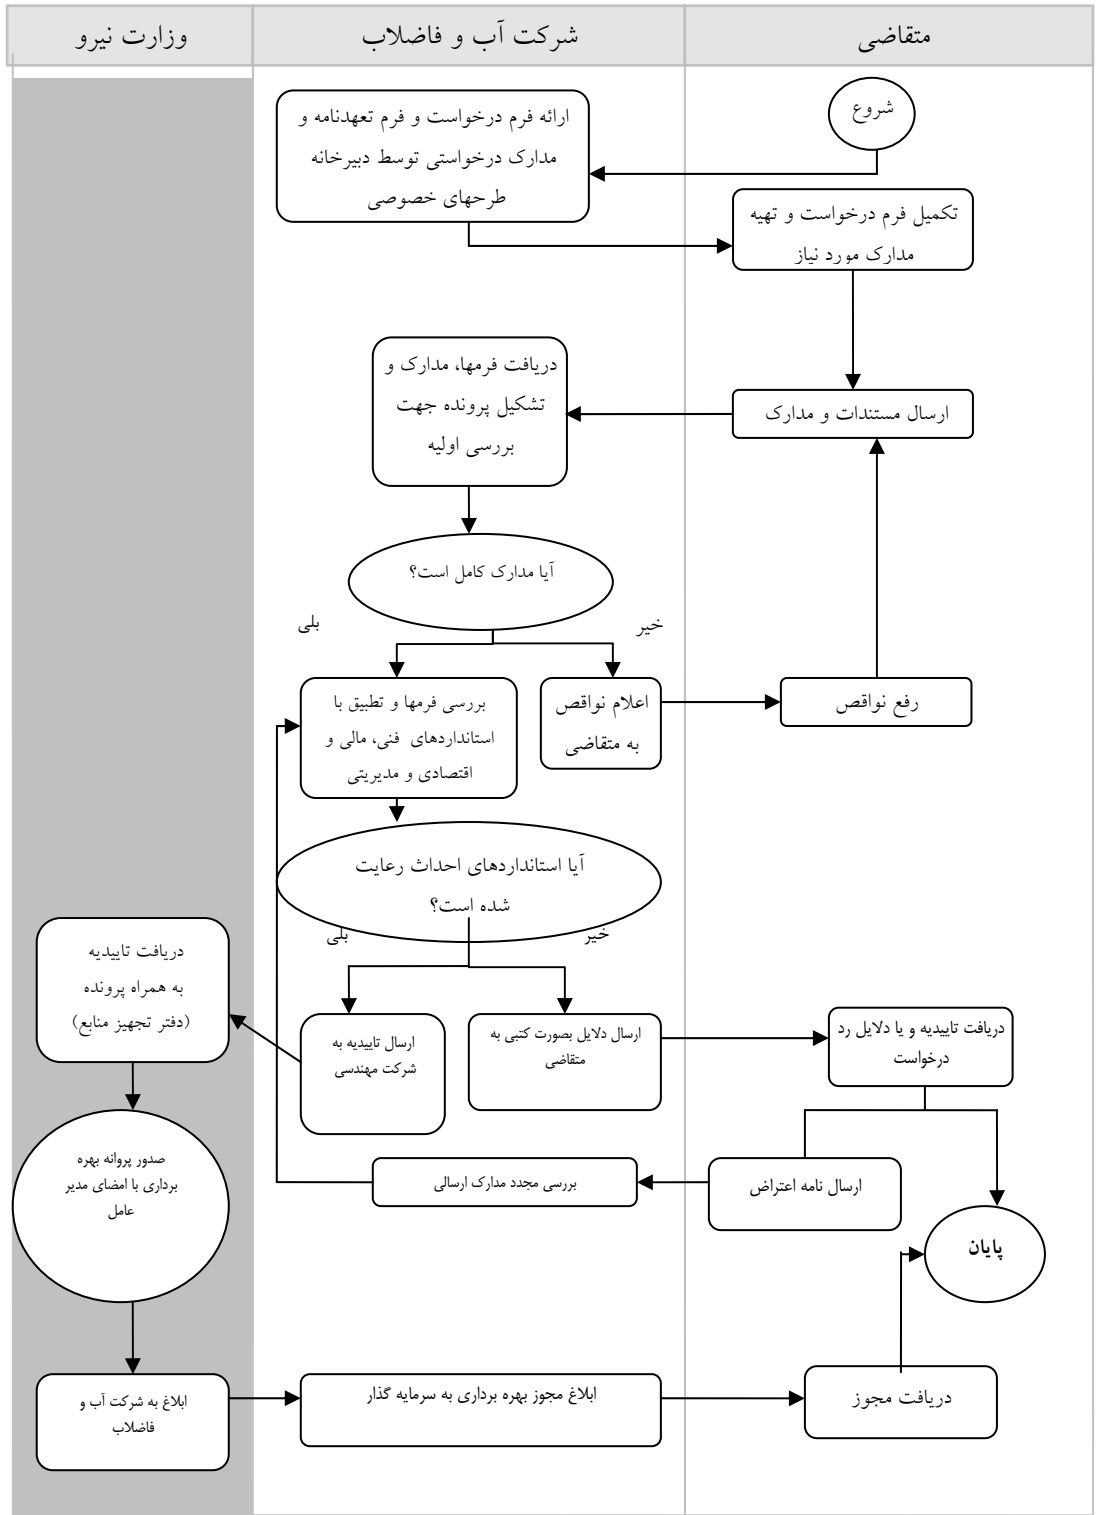 متقاضی
شرکت آب و فاضلاب
وزارت نیرو
شروع
ارائه فرم درخواست و فرم تعهدنامه و
مدارک درخواستی توسط دبیرخانه
طرحهای خصوصی
تکمیل فرم درخواست و تهیه
مدارک مورد نیاز
ارسال مستندات و مدارک
دریافت فرمها، مدارک و
تشکیل پرونده جهت
بررسی اولیه
آیا مدارک کامل است؟
خیر
بلی
رفع نواقص
اعلام نواقص
به متقاضی
بررسی فرمها و تطبیق با
استانداردهای فنی، مالی و
اقتصادی و مدیریتی
آیا استانداردهای احداث رعایت
شده است؟
خیر
بلی
دریافت تاییدیه
به همراه پرونده
(دفتر تجهیز منابع)
دریافت تاییدیه و یا دلایل رد
درخواست
ارسال دلایل بصورت کتبی به
متقاضی
ارسال تاییدیه به
شرکت مهندسی
صدور پروانه بهره
برداری با امضای مدیر
عامل
ارسال نامه اعتراض
بررسی مجدد مدارک ارسالی
پایان
دریافت مجوز
ابلاغ مجوز بهره برداری به سرمایه گذار
ابلاغ به شرکت آب و
فاضلاب